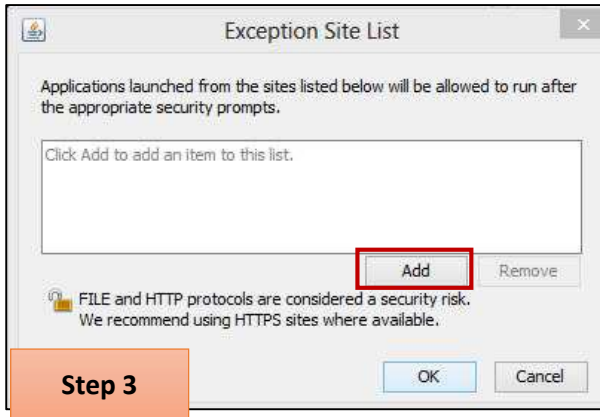 Exception Site List
Applications launched from the sites listed below will be allowed to run after
the appropriate security prompts.
Click Add to add an item to this list.
Add Remove
FILE and HTTP protocols are considered a security risk.
We recommend using HTTPS sites where available.
Step 3
OK Cancel